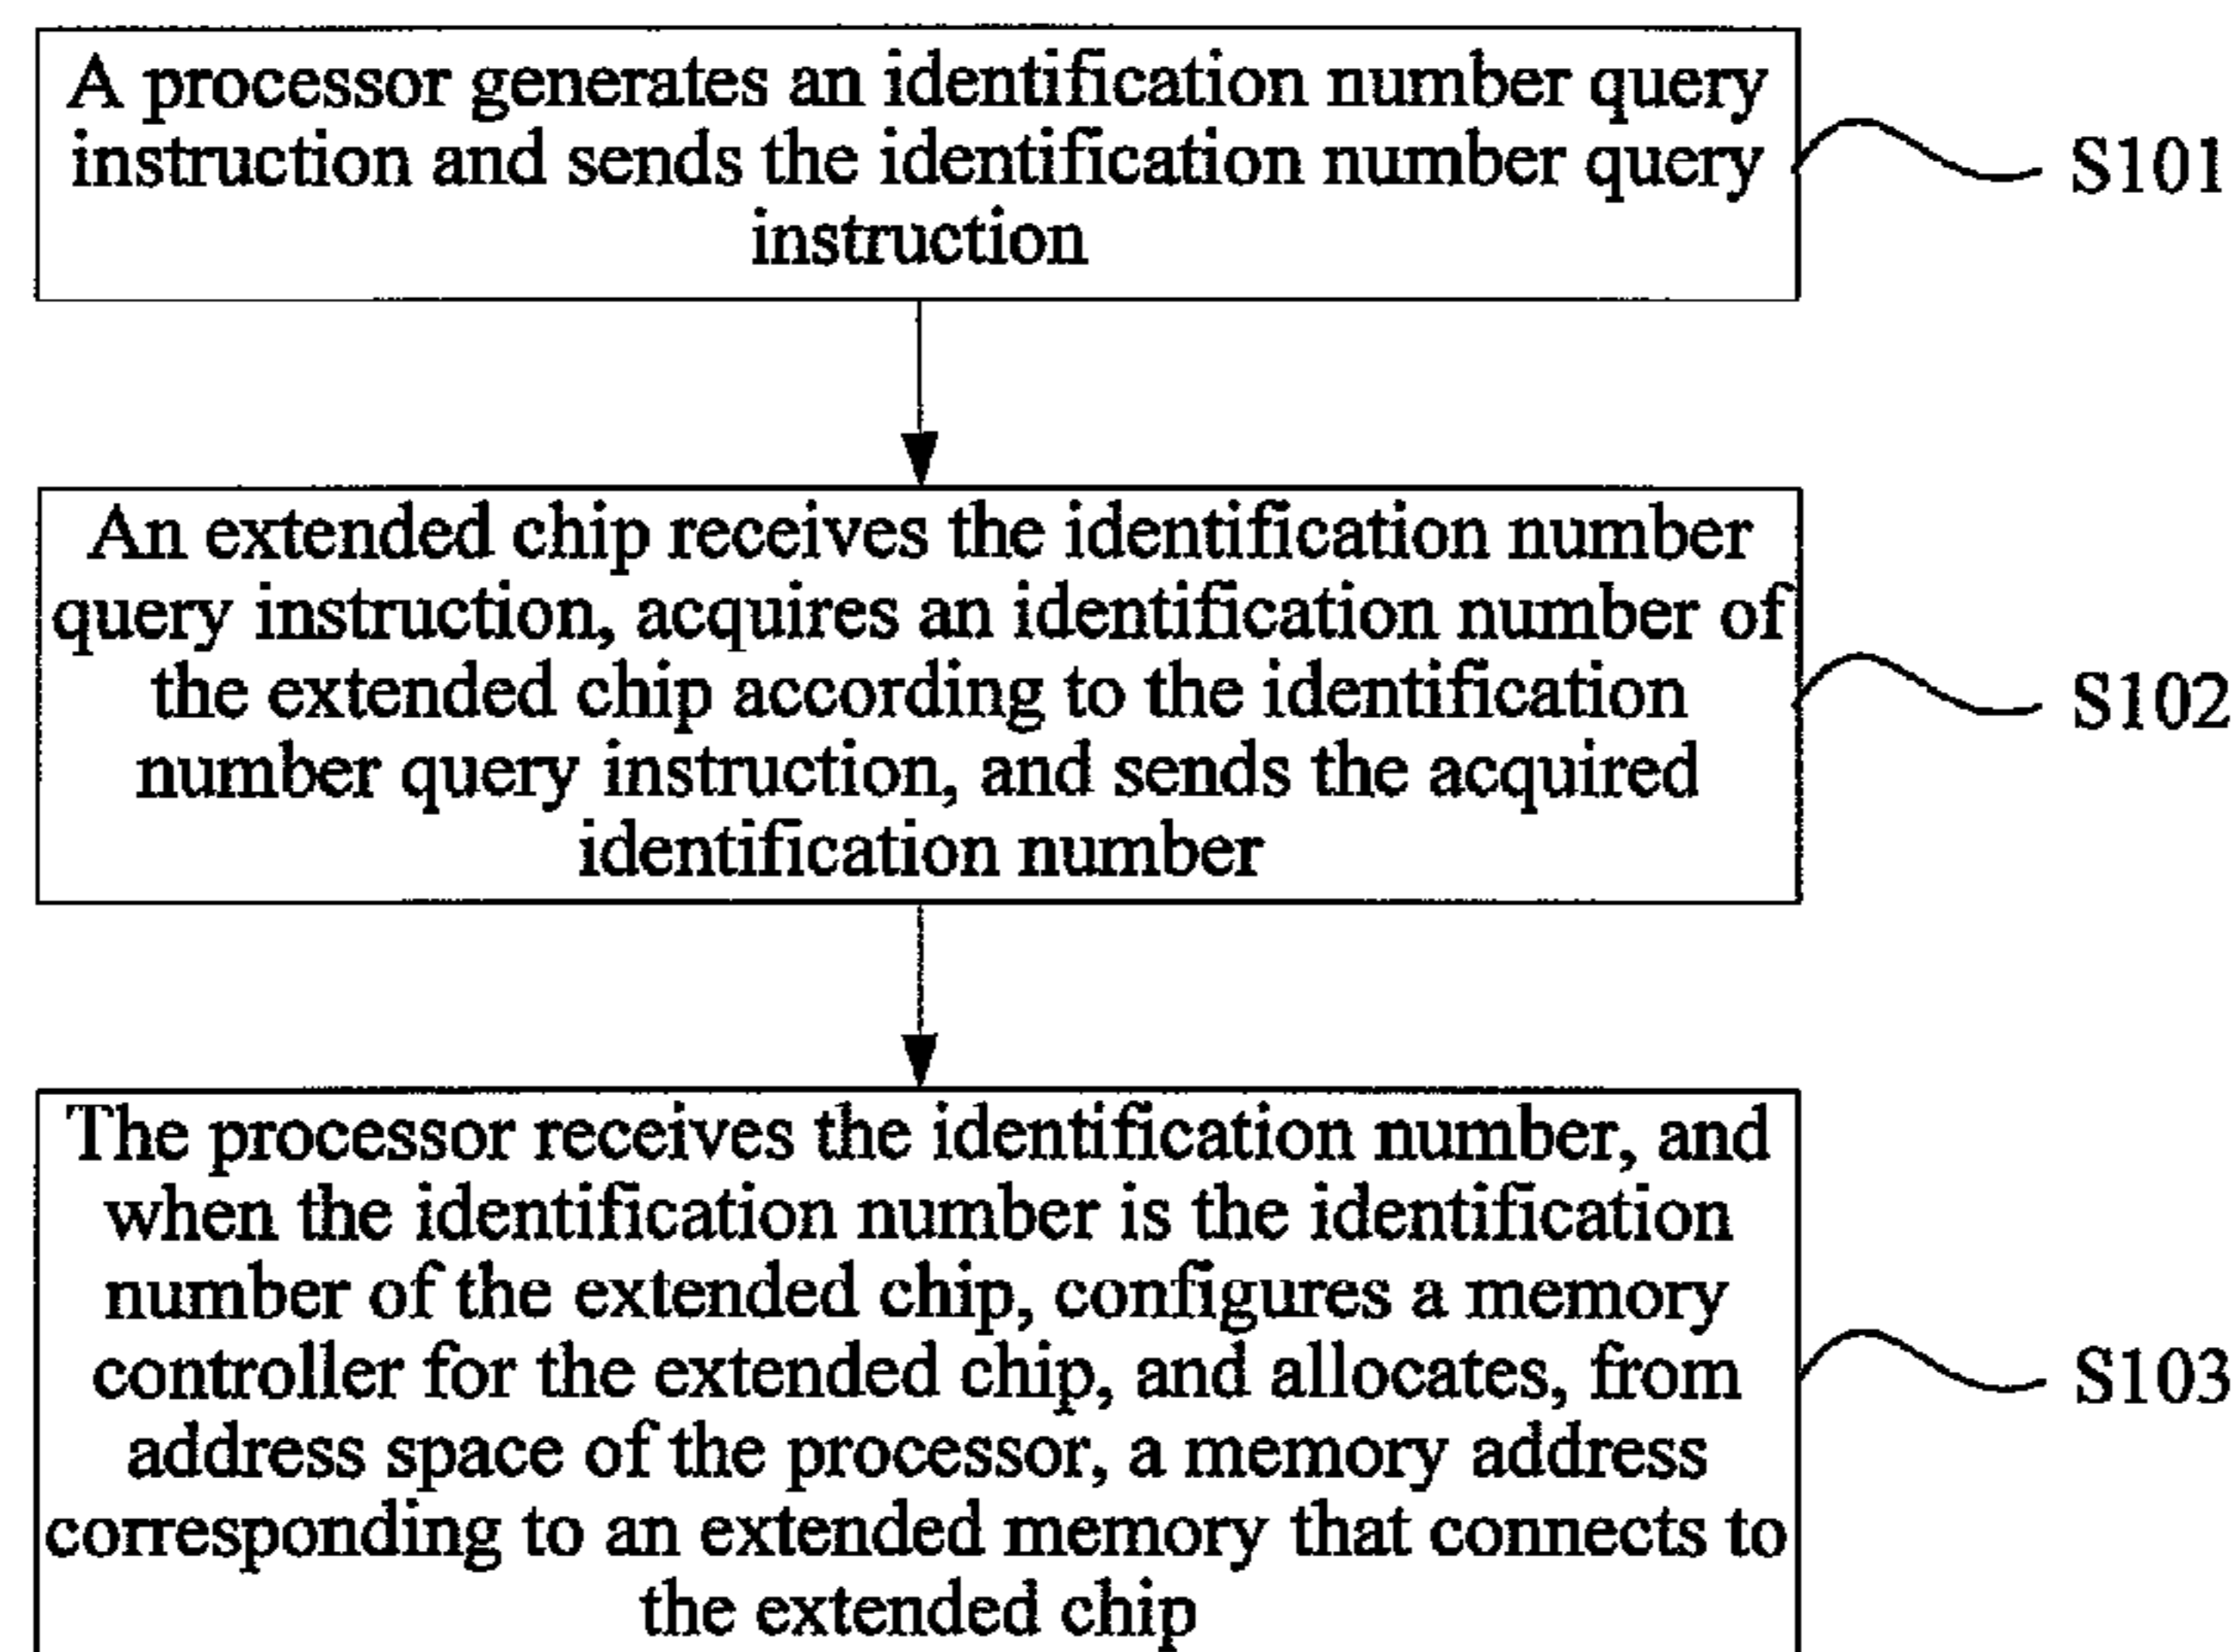 A processor generates an identification number query
instruction and sends the identification number query
instruction
S101
An extended chip receives the identification number
query instruction, acquires an identification number of
the extended chip according to the identification
number query instruction, and sends the acquired
identification number
S102
The processor receives the identification number, and
when the identification number is the identification
number of the extended chip, configures a memory
controller for the extended chip, and allocates, from
address space of the processor, a memory address
corresponding to an extended memory that connects to
the extended chip
S103